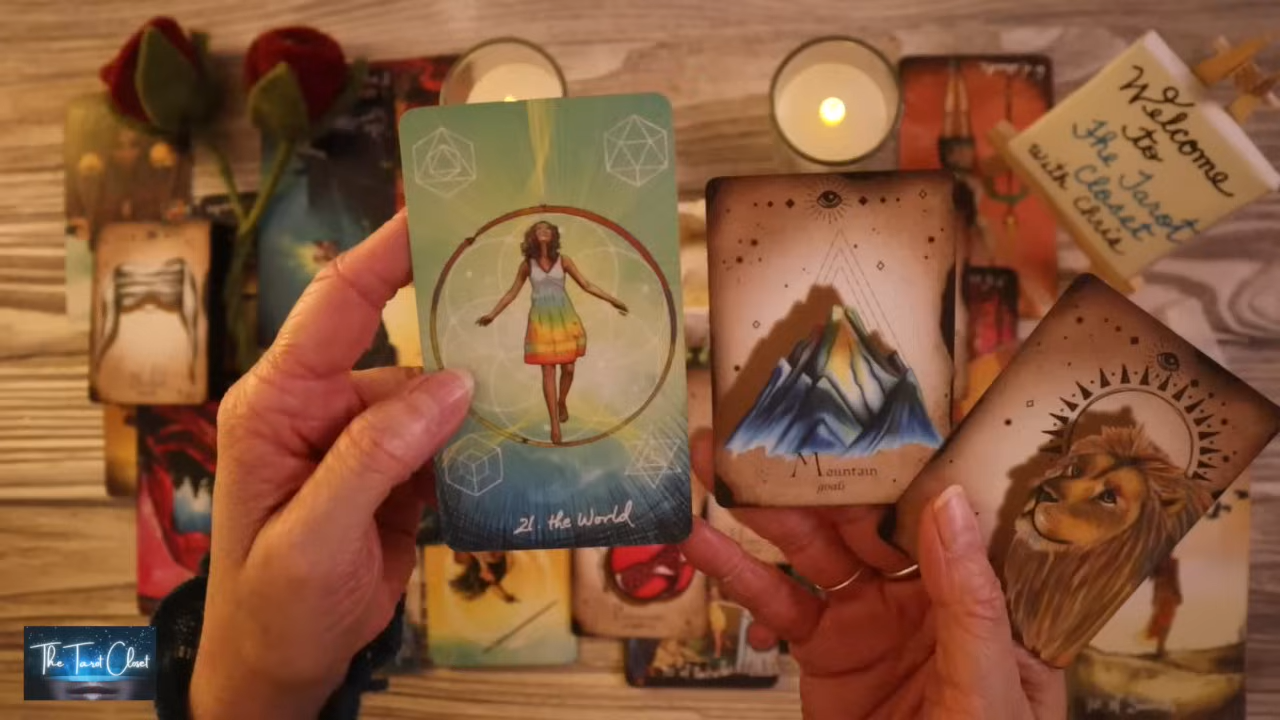 Welcome
to
The Tarot
Closet
with Chris
21. the World
Mountain
goals
The Tarot Closet